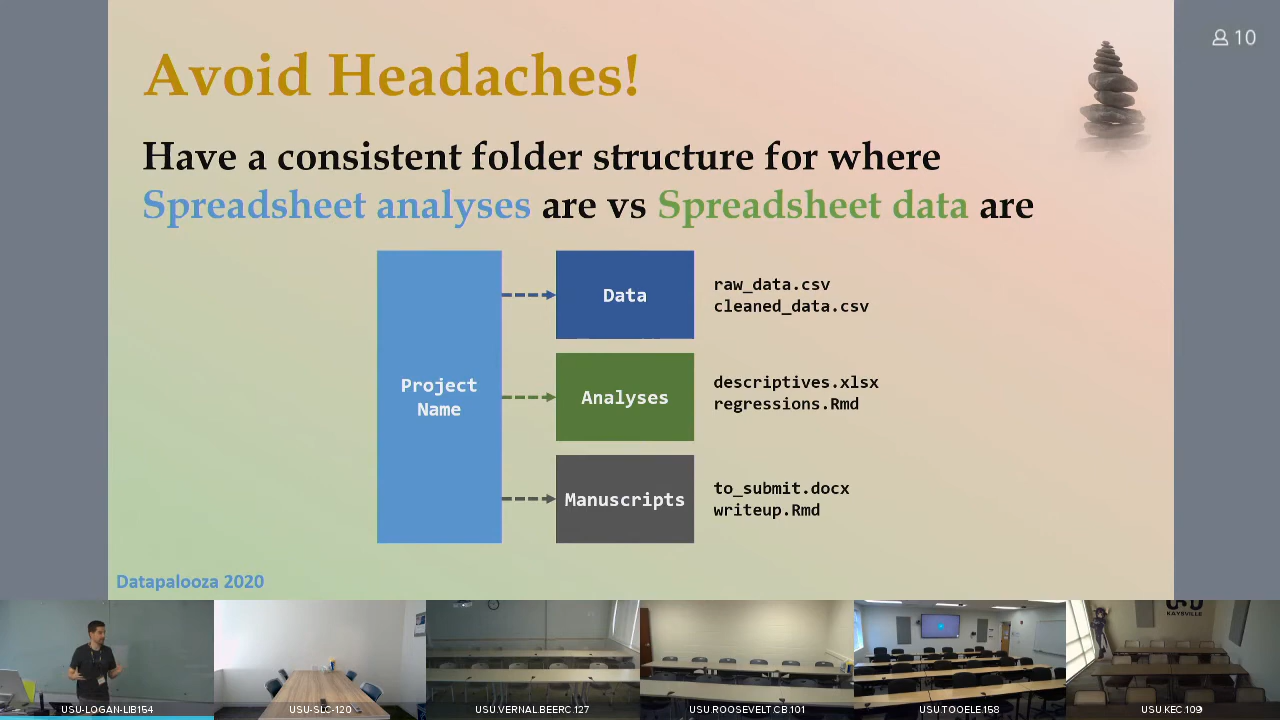 10
Avoid Headaches!
Have a consistent folder structure for where
Spreadsheet analyses are vs Spreadsheet data are
Project
Name
Data
raw_data.csv
cleaned_data.csv
Analyses
descriptives.xlsx
regressions.Rmd
Manuscripts
to_submit.docx
writeup.Rmd
Datapalooza 2020
KAYSVILLE
USU-LOGAN-LIB154
USU-SLC-120
USU.VERNAL.BEERC.127
USU.ROOSEVELT.CB.101
USU.TOOELE.158
USU.KEC.109